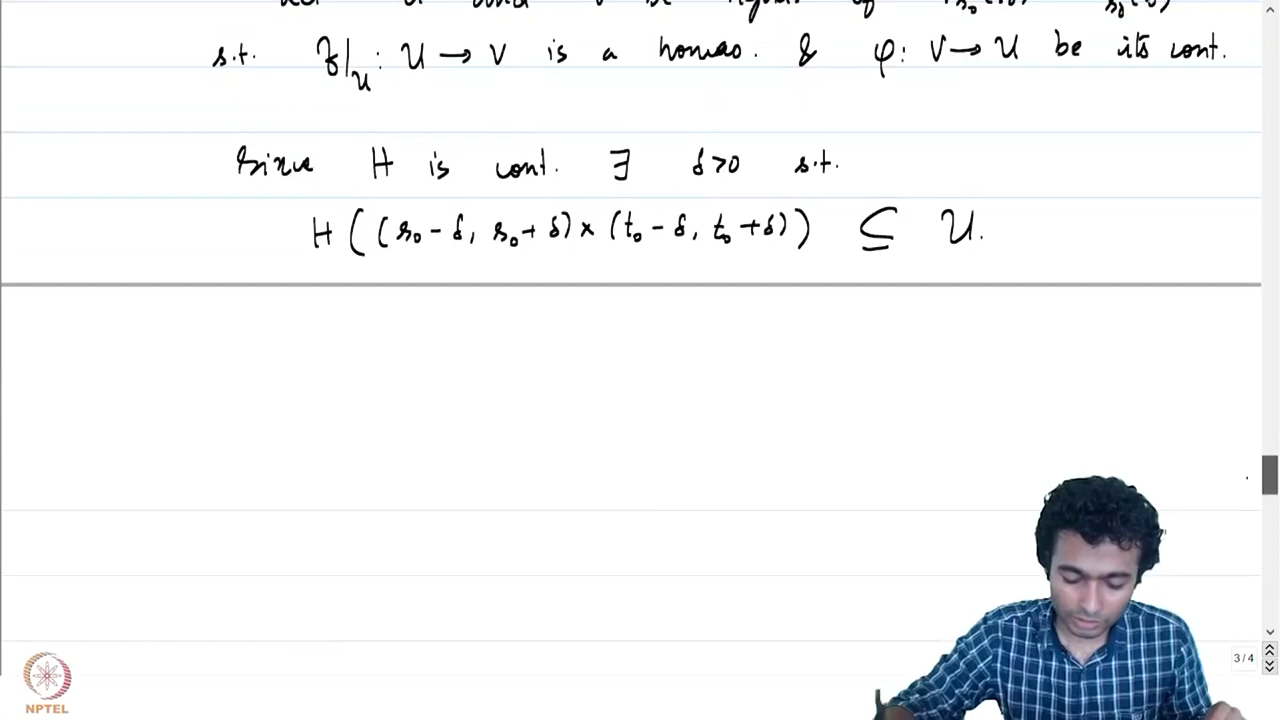 s.t. f|_U : U → V is a homeo. & φ : V → U be its cont.
Since H is cont. ∃ δ>0 s.t.
H((s₀ - δ, s₀ + δ) × (t₀ - δ, t₀ + δ)) ⊆ U.
3 / 4
NPTEL